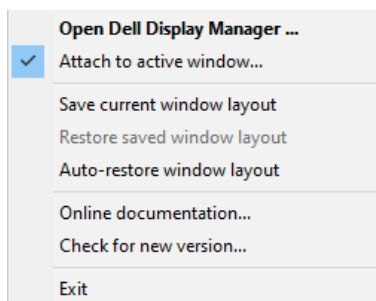 Open Dell Display Manager ...
Attach to active window...
Save current window layout
Restore saved window layout
Auto-restore window layout
Online documentation...
Check for new version...
Exit